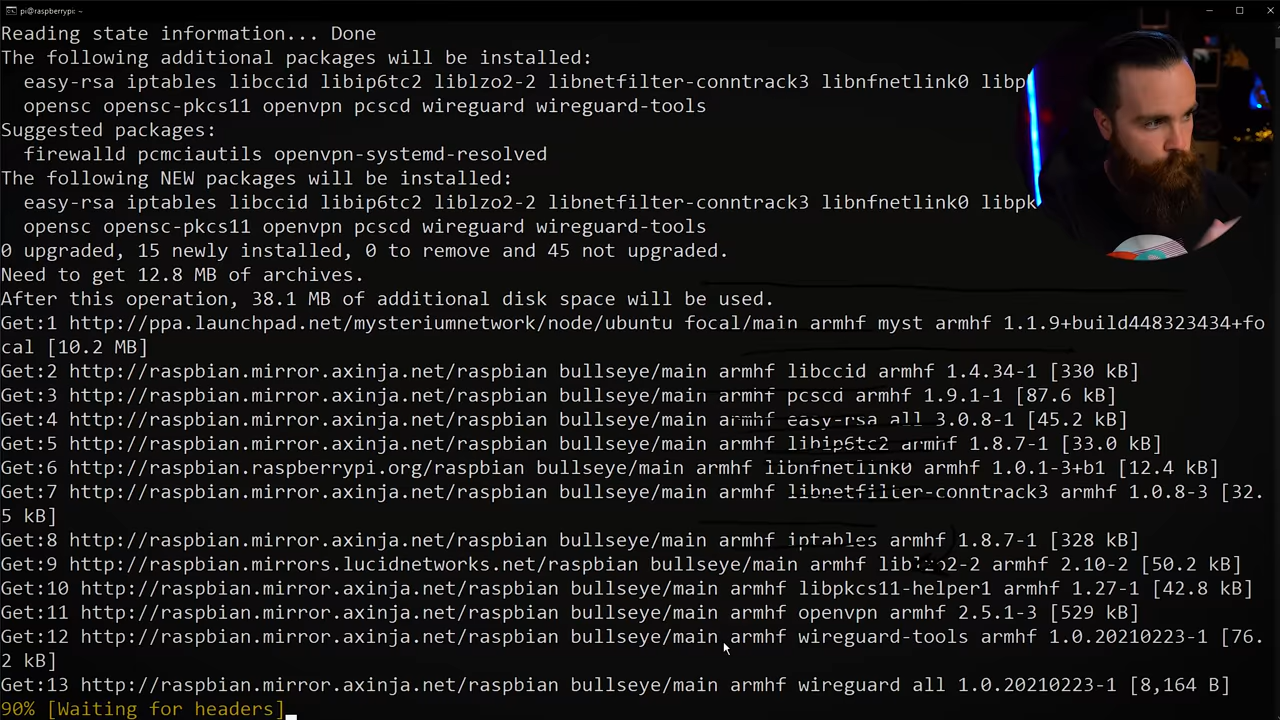 pi@raspberrypi: ~
Reading state information... Done
The following additional packages will be installed:
easy-rsa iptables libccid libip6tc2 liblzo2-2 libnetfilter-conntrack3 libnfnetlink0
opensc opensc-pkcs11 openvpn pcscd wireguard wireguard-tools
Suggested packages:
firewalld pcmciautils openvpn-systemd-resolved
The following NEW packages will be installed:
easy-rsa iptables libccid libip6tc2 liblzo2-2 libnetfilter-conntrack3 libnfnetlink0
opensc opensc-pkcs11 openvpn pcscd wireguard wireguard-tools
0 upgraded, 15 newly installed, 0 to remove and 45 not upgraded.
Need to get 12.8 MB of archives.
After this operation, 38.1 MB of additional disk space will be used.
Get:1 http://ppa.launchpad.net/mysteriumnetwork/node/ubuntu focal/main armhf myst armhf 1.1.9+build448323434+fo
cal [10.2 MB]
Get:2 http://raspbian.mirror.axinja.net/raspbian bullseye/main armhf libccid armhf 1.4.34-1 [330 kB]
Get:3 http://raspbian.mirror.axinja.net/raspbian bullseye/main armhf pcscd armhf 1.9.1-1 [87.6 kB]
Get:4 http://raspbian.mirror.axinja.net/raspbian bullseye/main armhf easy-rsa all 3.0.8-1 [45.2 kB]
Get:5 http://raspbian.mirror.axinja.net/raspbian bullseye/main armhf libip6tc2 armhf 1.8.7-1 [33.0 kB]
Get:6 http://raspbian.raspberrypi.org/raspbian bullseye/main armhf libnfnetlink0 armhf 1.0.1-3+b1 [12.4 kB]
Get:7 http://raspbian.mirror.axinja.net/raspbian bullseye/main armhf libnetfilter-conntrack3 armhf 1.0.8-3 [32.
5 kB]
Get:8 http://raspbian.mirror.axinja.net/raspbian bullseye/main armhf iptables armhf 1.8.7-1 [328 kB]
Get:9 http://raspbian.mirrors.lucidnetworks.net/raspbian bullseye/main armhf liblzo2-2 armhf 2.10-2 [50.2 kB]
Get:10 http://raspbian.mirror.axinja.net/raspbian bullseye/main armhf libpkcs11-helper1 armhf 1.27-1 [42.8 kB]
Get:11 http://raspbian.mirror.axinja.net/raspbian bullseye/main armhf openvpn armhf 2.5.1-3 [529 kB]
Get:12 http://raspbian.mirror.axinja.net/raspbian bullseye/main armhf wireguard-tools armhf 1.0.20210223-1 [76.
2 kB]
Get:13 http://raspbian.mirror.axinja.net/raspbian bullseye/main armhf wireguard all 1.0.20210223-1 [8,164 B]
90% [Waiting for headers]